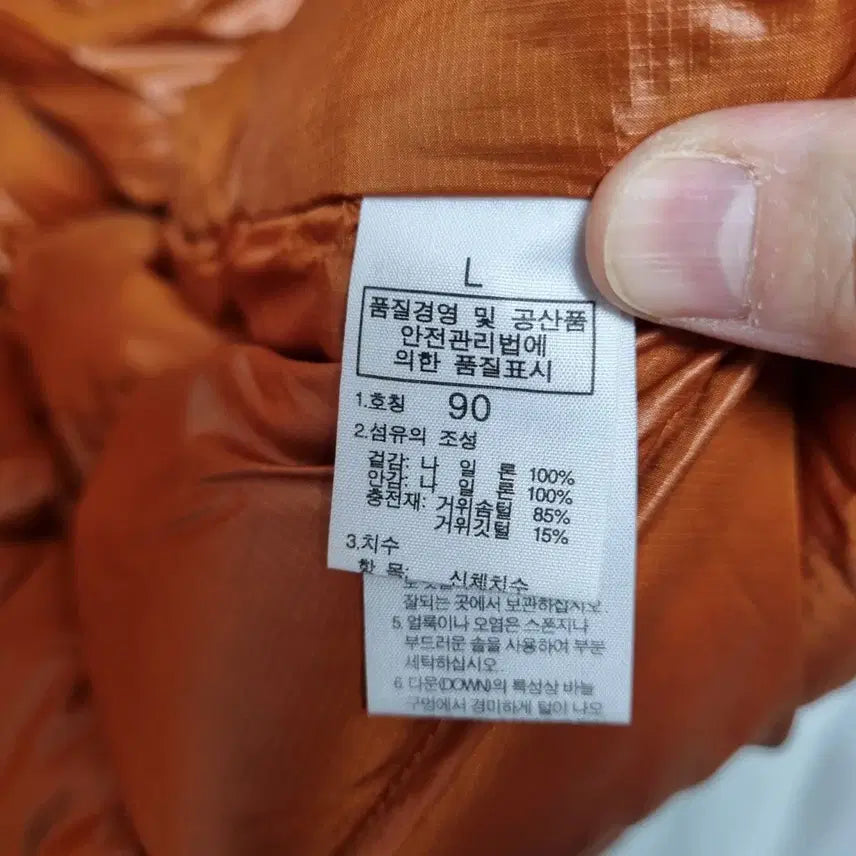 L
품질경영 및 공산품
안전관리법에
의한 품질표시
1.호칭 90
2.섬유의 조성
겉감: 나 일 론 100%
안감: 나 일 론 100%
충전재: 거위솜털 85%
거위깃털 15%
3.치수
항 목: 신체치수
잘되는 곳에서 보관하십시오.
5. 얼룩이나 오염은 스폰지나
부드러운 솔을 사용하여 부분
세탁하십시오.
6. 다운(DOWN)의 특성상 바늘
구멍에서 경미하게 털이 나오